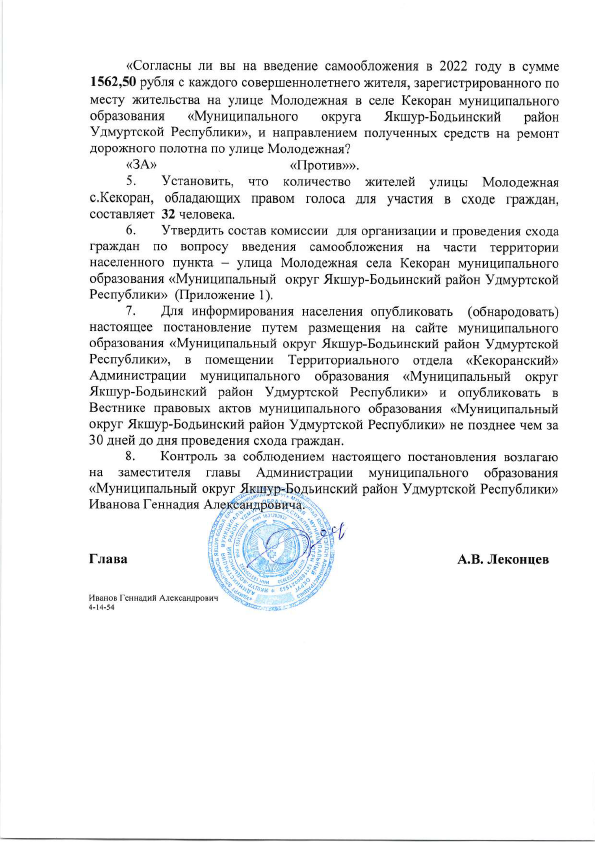 «Согласны ли вы на введение самообложения в 2022 году в сумме
1562,50 рубля с каждого совершеннолетнего жителя, зарегистрированного по
месту жительства на улице Молодежная в селе Кекоран муниципального
образования «Муниципального округа Якшур-Бодьинский район
Удмуртской Республики», и направлением полученных средств на ремонт
дорожного полотна по улице Молодежная?
«ЗА» «Против»».
5. Установить, что количество жителей улицы Молодежная
с.Кекоран, обладающих правом голоса для участия в сходе граждан,
составляет 32 человека.
6. Утвердить состав комиссии для организации и проведения схода
граждан по вопросу введения самообложения на части территории
населенного пункта – улица Молодежная села Кекоран муниципального
образования «Муниципальный округ Якшур-Бодьинский район Удмуртской
Республики» (Приложение 1).
7. Для информирования населения опубликовать (обнародовать)
настоящее постановление путем размещения на сайте муниципального
образования «Муниципальный округ Якшур-Бодьинский район Удмуртской
Республики», в помещении Территориального отдела «Кекоранский»
Администрации муниципального образования «Муниципальный округ
Якшур-Бодьинский район Удмуртской Республики» и опубликовать в
Вестнике правовых актов муниципального образования «Муниципальный
округ Якшур-Бодьинский район Удмуртской Республики» не позднее чем за
30 дней до дня проведения схода граждан.
8. Контроль за соблюдением настоящего постановления возлагаю
на заместителя главы Администрации муниципального образования
«Муниципальный округ Якшур-Бодьинский район Удмуртской Республики»
Иванова Геннадия Александровича.
Глава А.В. Леконцев
Иванов Геннадий Александрович
4-14-54